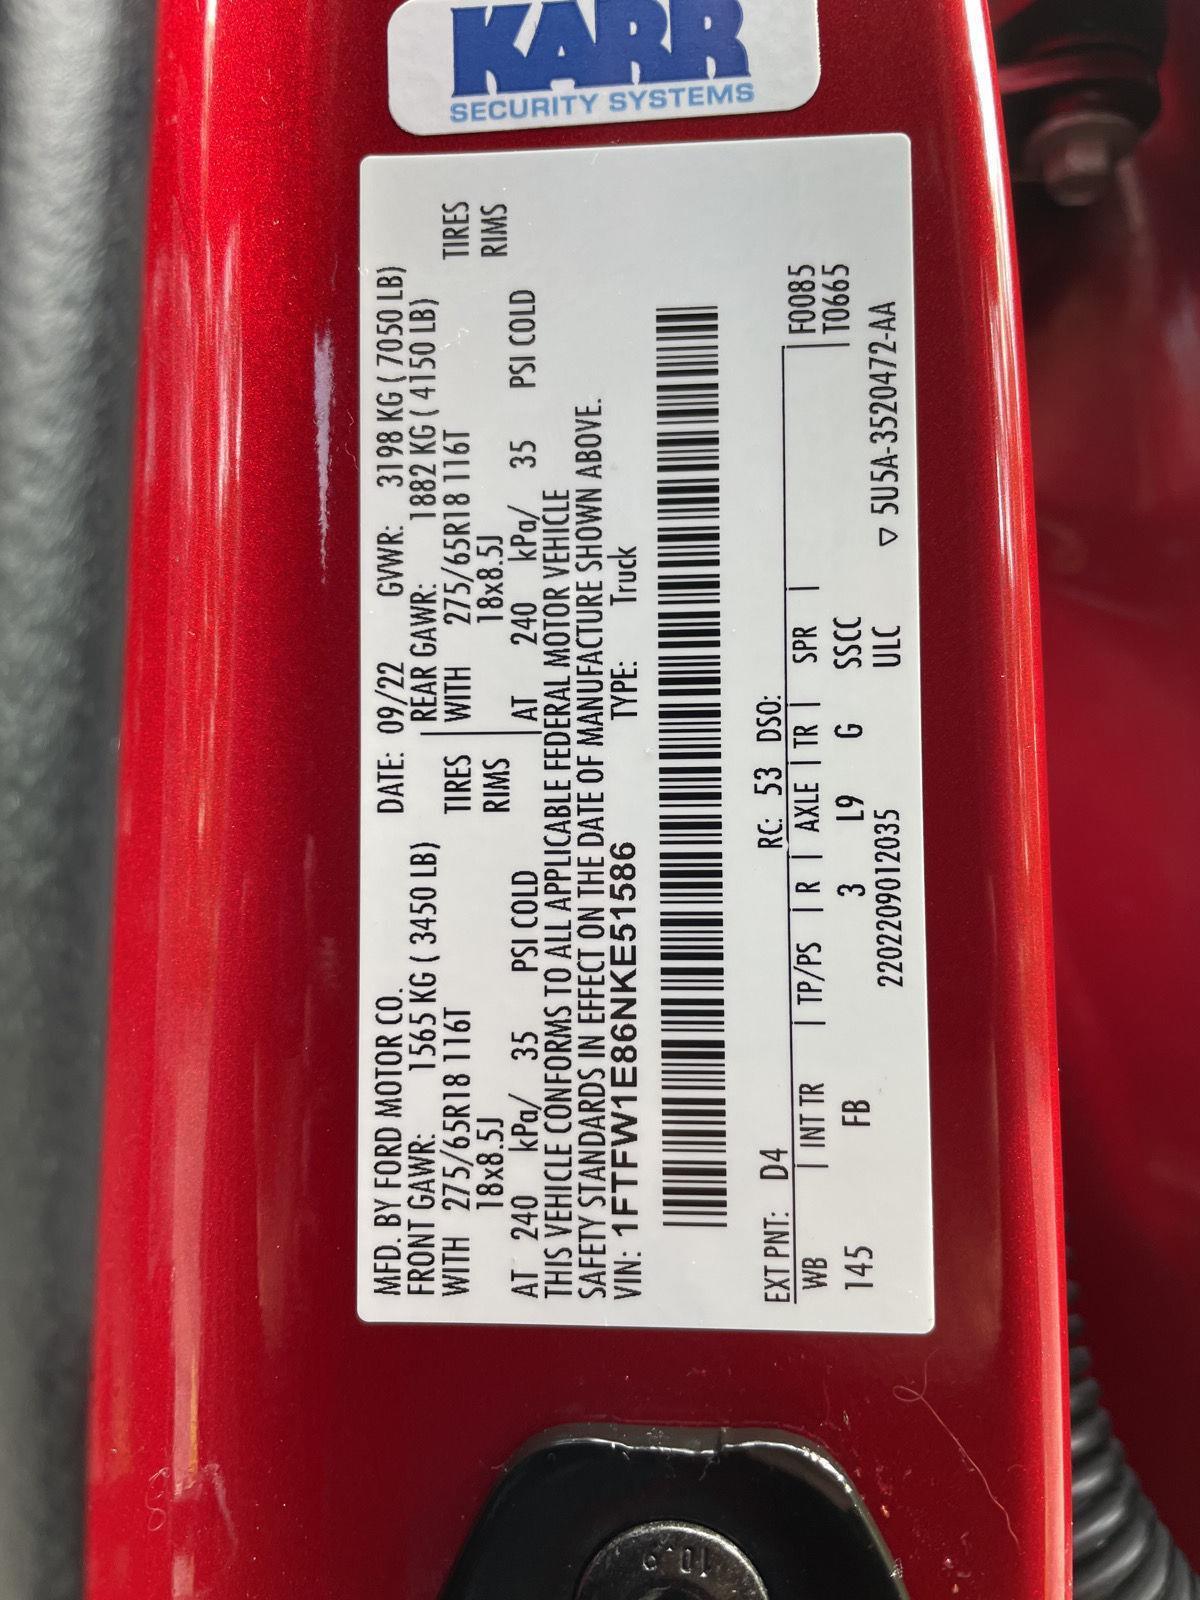 KARR
SECURITY SYSTEMS
MFD. BY FORD MOTOR CO. DATE: 09/22 GVWR: 3198 KG ( 7050 LB)
FRONT GAWR: 1565 KG ( 3450 LB) REAR GAWR: 1882 KG ( 4150 LB)
WITH 275/65R18 116T TIRES WITH 275/65R18 116T TIRES
18x8.5J RIMS 18x8.5J RIMS
AT 240 kPa/ 35 PSI COLD AT 240 kPa/ 35 PSI COLD
THIS VEHICLE CONFORMS TO ALL APPLICABLE FEDERAL MOTOR VEHICLE
SAFETY STANDARDS IN EFFECT ON THE DATE OF MANUFACTURE SHOWN ABOVE.
VIN: 1FTFW1E86NKE51586 TYPE: Truck
EXT PNT: D4 RC: 53 DSO: F0085
WB | INT TR | TP/PS | R | AXLE | TR | SPR | T0665
145 FB 3 L9 G SSCC
2202209012035 ULC ▽ 5U5A-3520472-AA
10.9